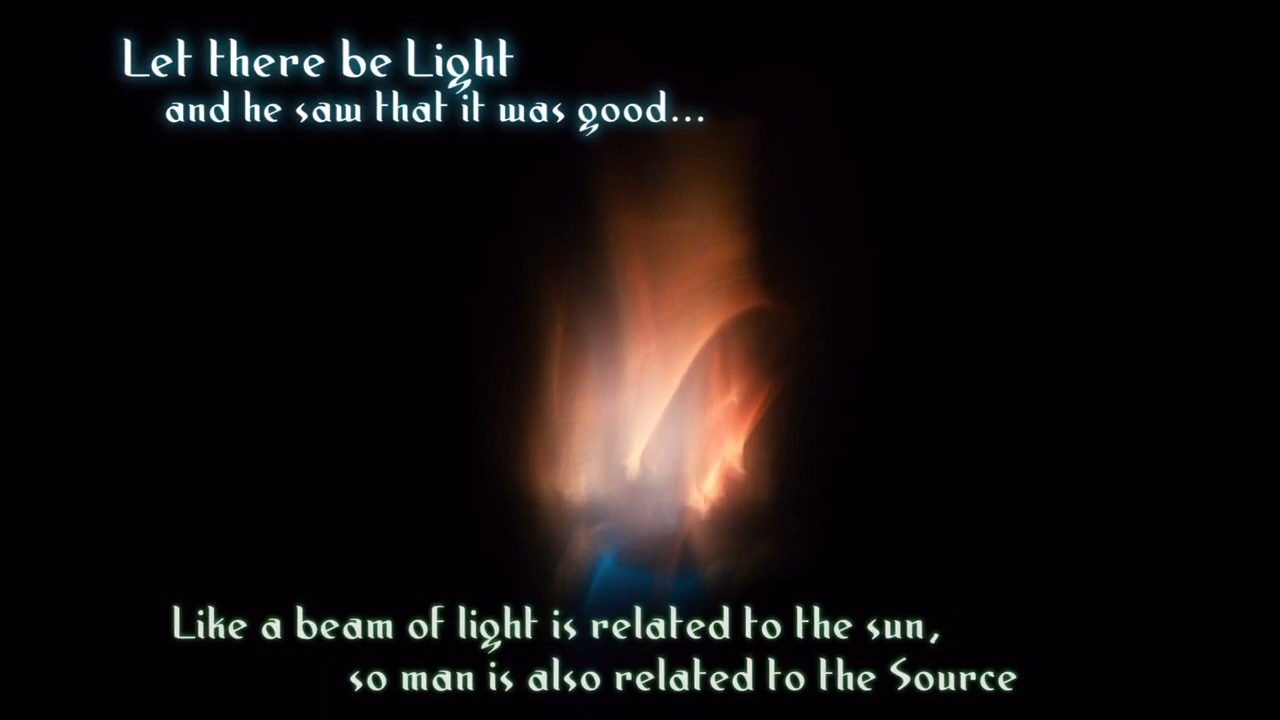 Let there be Light
and he saw that it was good...
Like a beam of light is related to the sun,
so man is also related to the Source